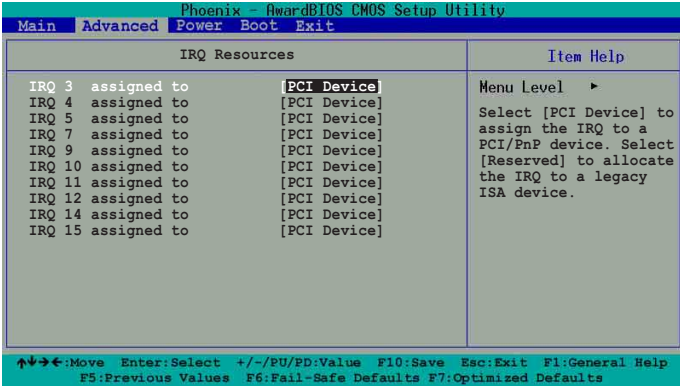 Phoenix - AwardBIOS CMOS Setup Utility
Main Advanced Power Boot Exit
IRQ Resources
IRQ 3 assigned to [PCI Device]
IRQ 4 assigned to [PCI Device]
IRQ 5 assigned to [PCI Device]
IRQ 7 assigned to [PCI Device]
IRQ 9 assigned to [PCI Device]
IRQ 10 assigned to [PCI Device]
IRQ 11 assigned to [PCI Device]
IRQ 12 assigned to [PCI Device]
IRQ 14 assigned to [PCI Device]
IRQ 15 assigned to [PCI Device]
Item Help
Menu Level ►
Select [PCI Device] to
assign the IRQ to a
PCI/PnP device. Select
[Reserved] to allocate
the IRQ to a legacy
ISA device.
↑↓→←:Move Enter:Select +/-/PU/PD:Value F10:Save Esc:Exit F1:General Help
F5:Previous Values F6:Fail-Safe Defaults F7:Optimized Defaults